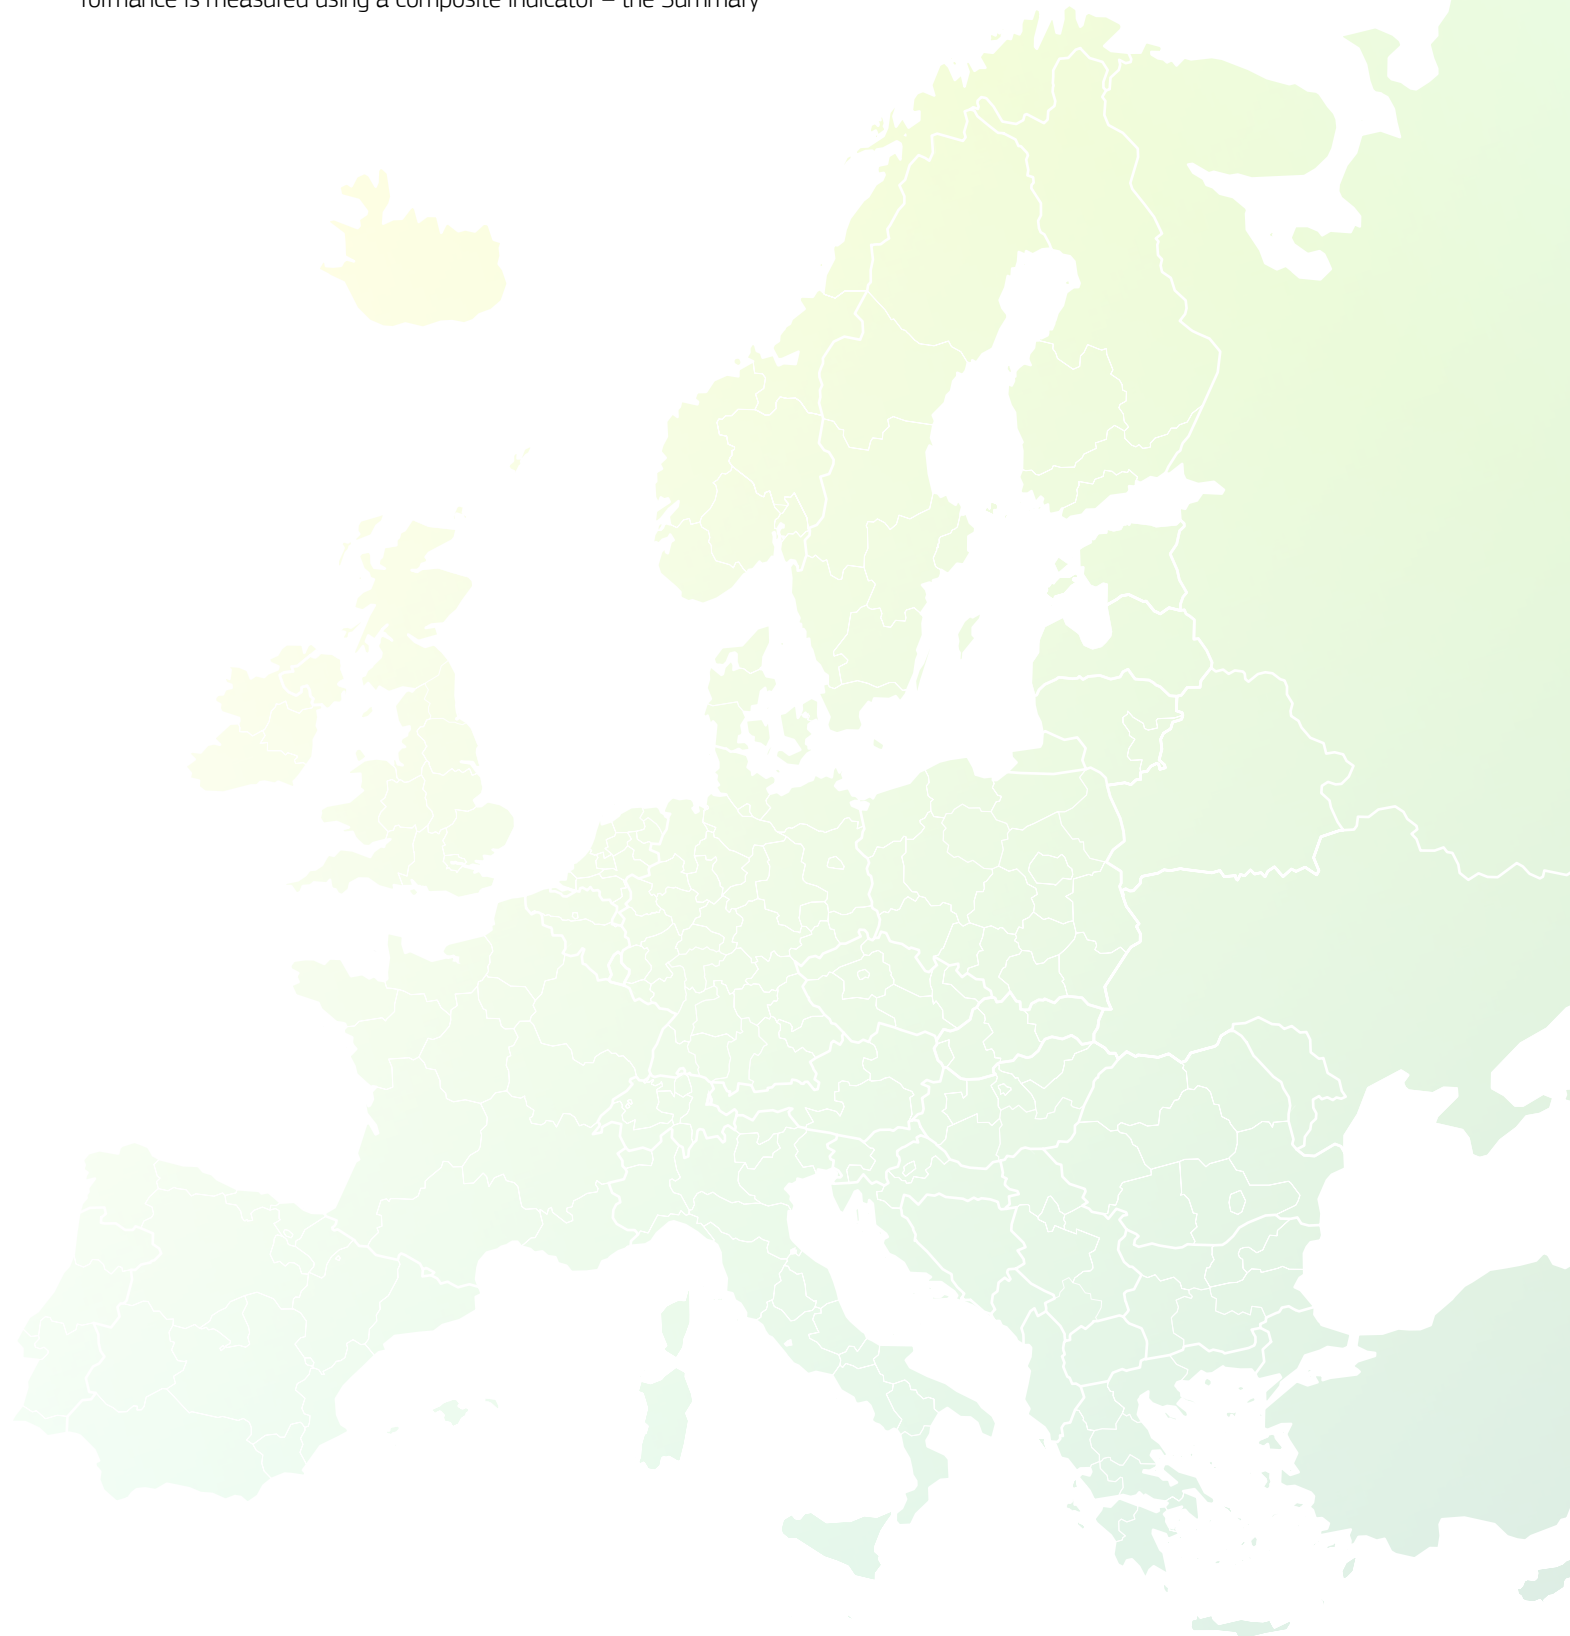 formance is measured using a composite indicator – the Summary